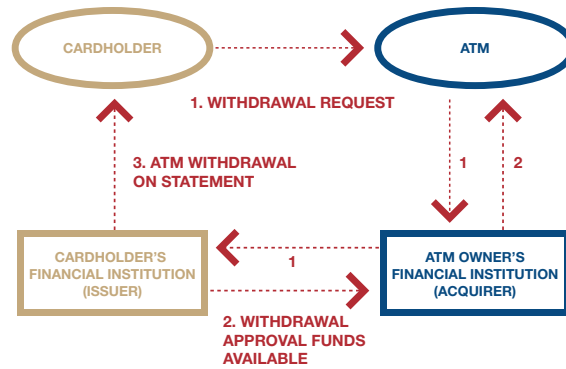 CARDHOLDER
ATM
1. WITHDRAWAL REQUEST
3. ATM WITHDRAWAL
ON STATEMENT
1
2
CARDHOLDER'S
FINANCIAL INSTITUTION
(ISSUER)
1
ATM OWNER'S
FINANCIAL INSTITUTION
(ACQUIRER)
2. WITHDRAWAL
APPROVAL FUNDS
AVAILABLE